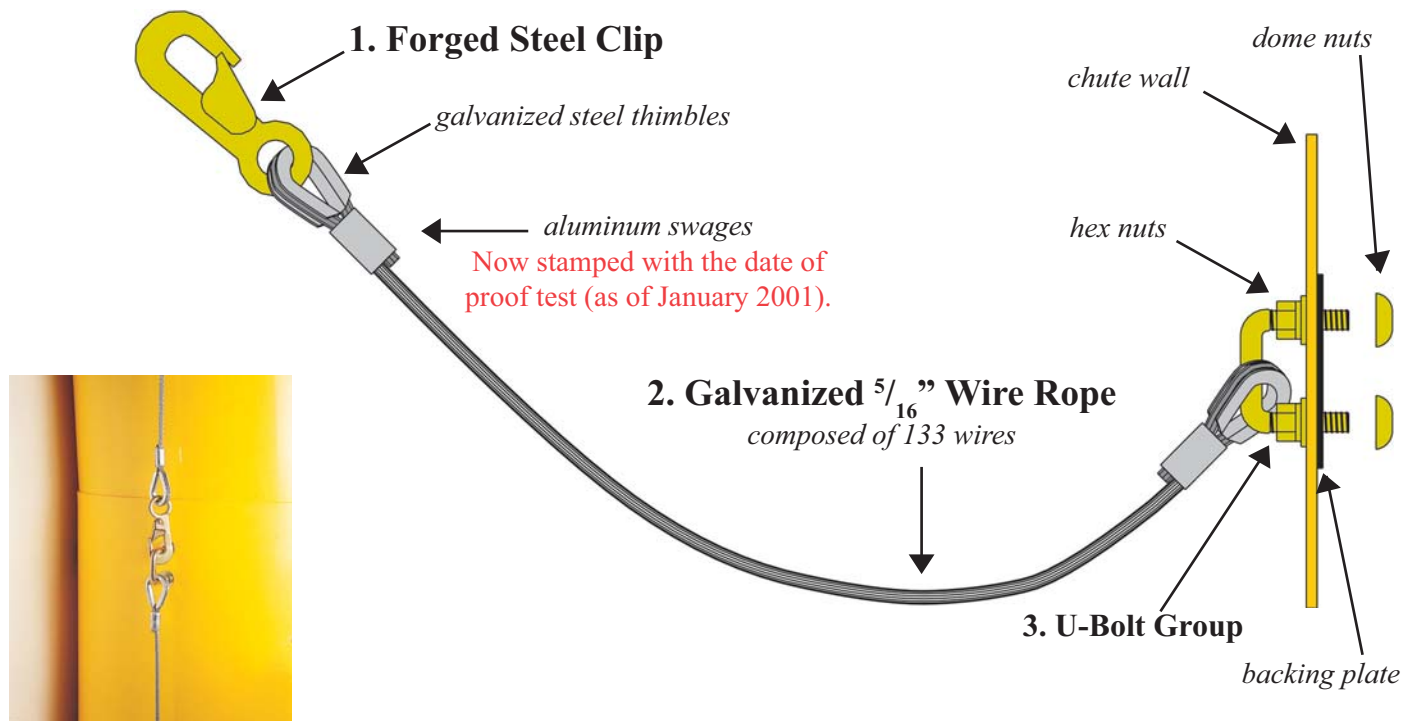 1. Forged Steel Clip
dome nuts
chute wall
galvanized steel thimbles
aluminum swages
hex nuts
Now stamped with the date of
proof test (as of January 2001).
2. Galvanized 5/16” Wire Rope
composed of 133 wires
3. U-Bolt Group
backing plate